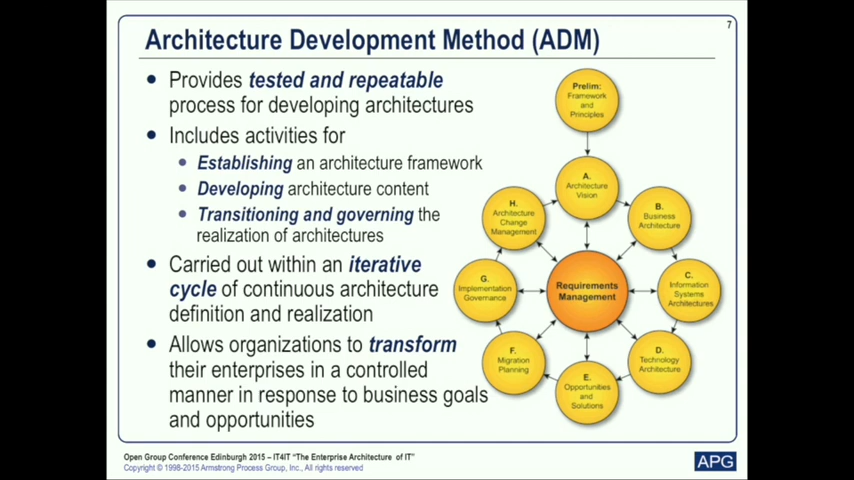 7
Architecture Development Method (ADM)
• Provides tested and repeatable
process for developing architectures
• Includes activities for
• Establishing an architecture framework
• Developing architecture content
• Transitioning and governing the
realization of architectures
• Carried out within an iterative
cycle of continuous architecture
definition and realization
• Allows organizations to transform
their enterprises in a controlled
manner in response to business goals
and opportunities
Prelim:
Framework
and
Principles
A.
Architecture
Vision
B.
Business
Architecture
C.
Information
Systems
Architectures
D.
Technology
Architecture
E.
Opportunities
and
Solutions
F.
Migration
Planning
G.
Implementation
Governance
H.
Architecture
Change
Management
Requirements
Management
Open Group Conference Edinburgh 2015 – IT4IT "The Enterprise Architecture of IT"
Copyright © 1998-2015 Armstrong Process Group, Inc., All rights reserved
APG